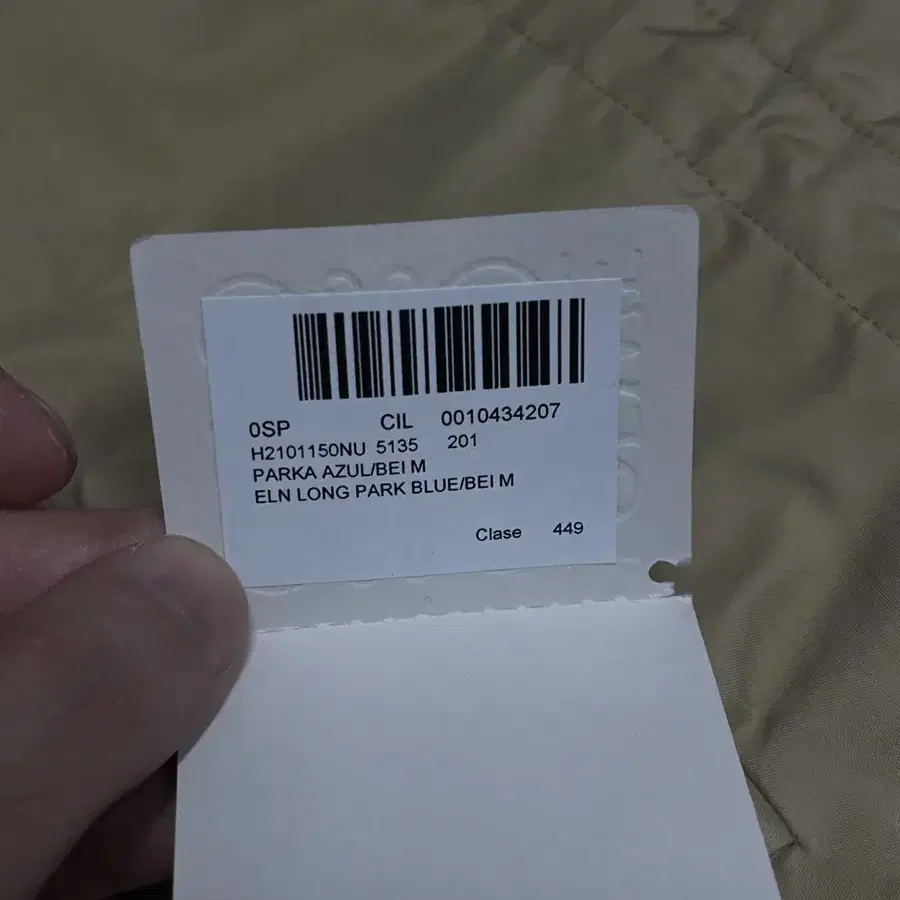 0SP CIL 0010434207
H2101150NU 5135 201
PARKA AZUL/BEI M
ELN LONG PARK BLUE/BEI M
Clase 449